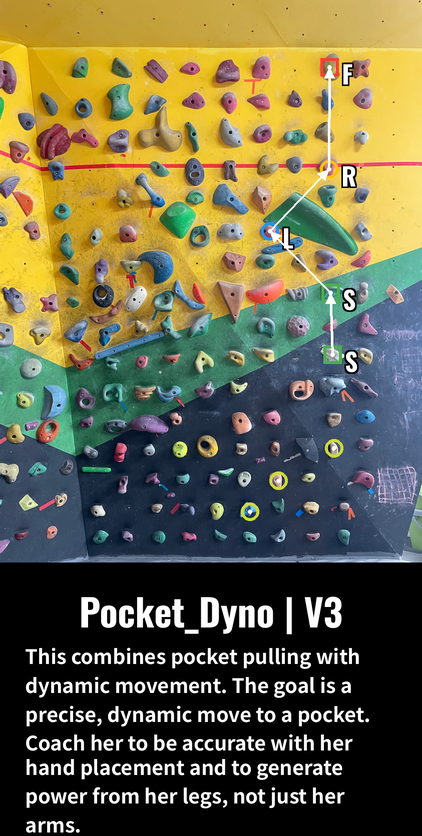 F
R
L
S
S
Pocket_Dyno | V3
This combines pocket pulling with
dynamic movement. The goal is a
precise, dynamic move to a pocket.
Coach her to be accurate with her
hand placement and to generate
power from her legs, not just her
arms.